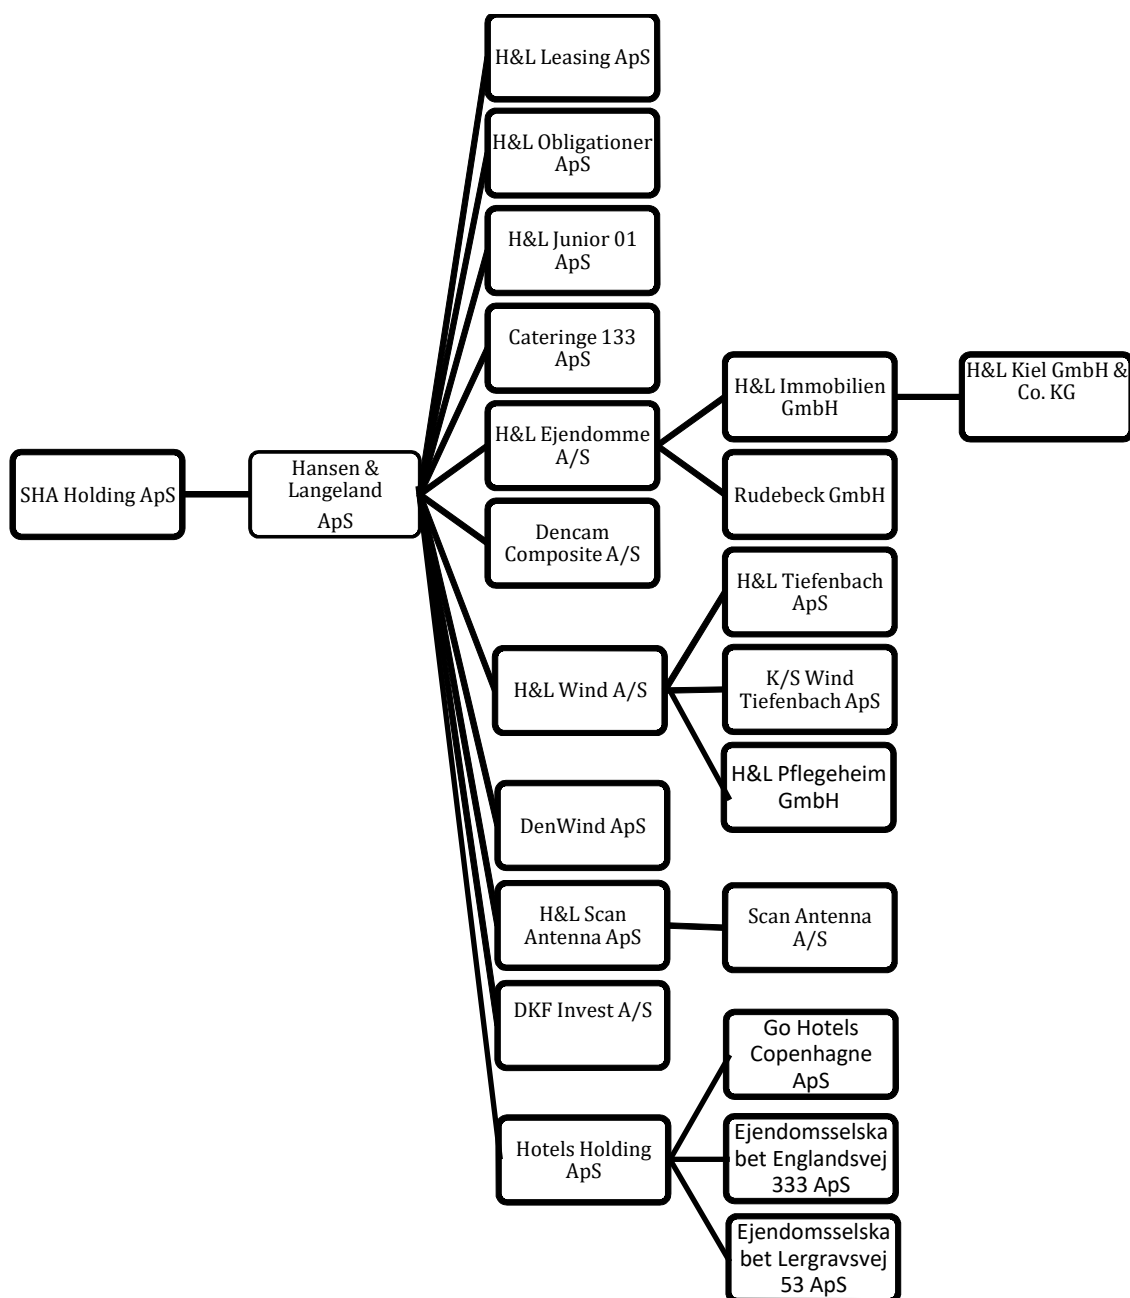 H&L Leasing ApS
H&L Obligationer
ApS
H&L Junior 01
ApS
Cateringe 133
ApS
H&L Immobilien
GmbH
H&L Kiel GmbH &
Co. KG
H&L Ejendomme
A/S
SHA Holding ApS
Hansen &
Langeland
ApS
Rudebeck GmbH
Dencam
Composite A/S
H&L Tiefenbach
ApS
H&L Wind A/S
K/S Wind
Tiefenbach ApS
H&L Pflegeheim
GmbH
DenWind ApS
H&L Scan
Antenna ApS
Scan Antenna
A/S
DKF Invest A/S
Go Hotels
Copenhagne
ApS
Hotels Holding
ApS
Ejendomsselska
bet Englandsvej
333 ApS
Ejendomsselska
bet Lergravsvej
53 ApS